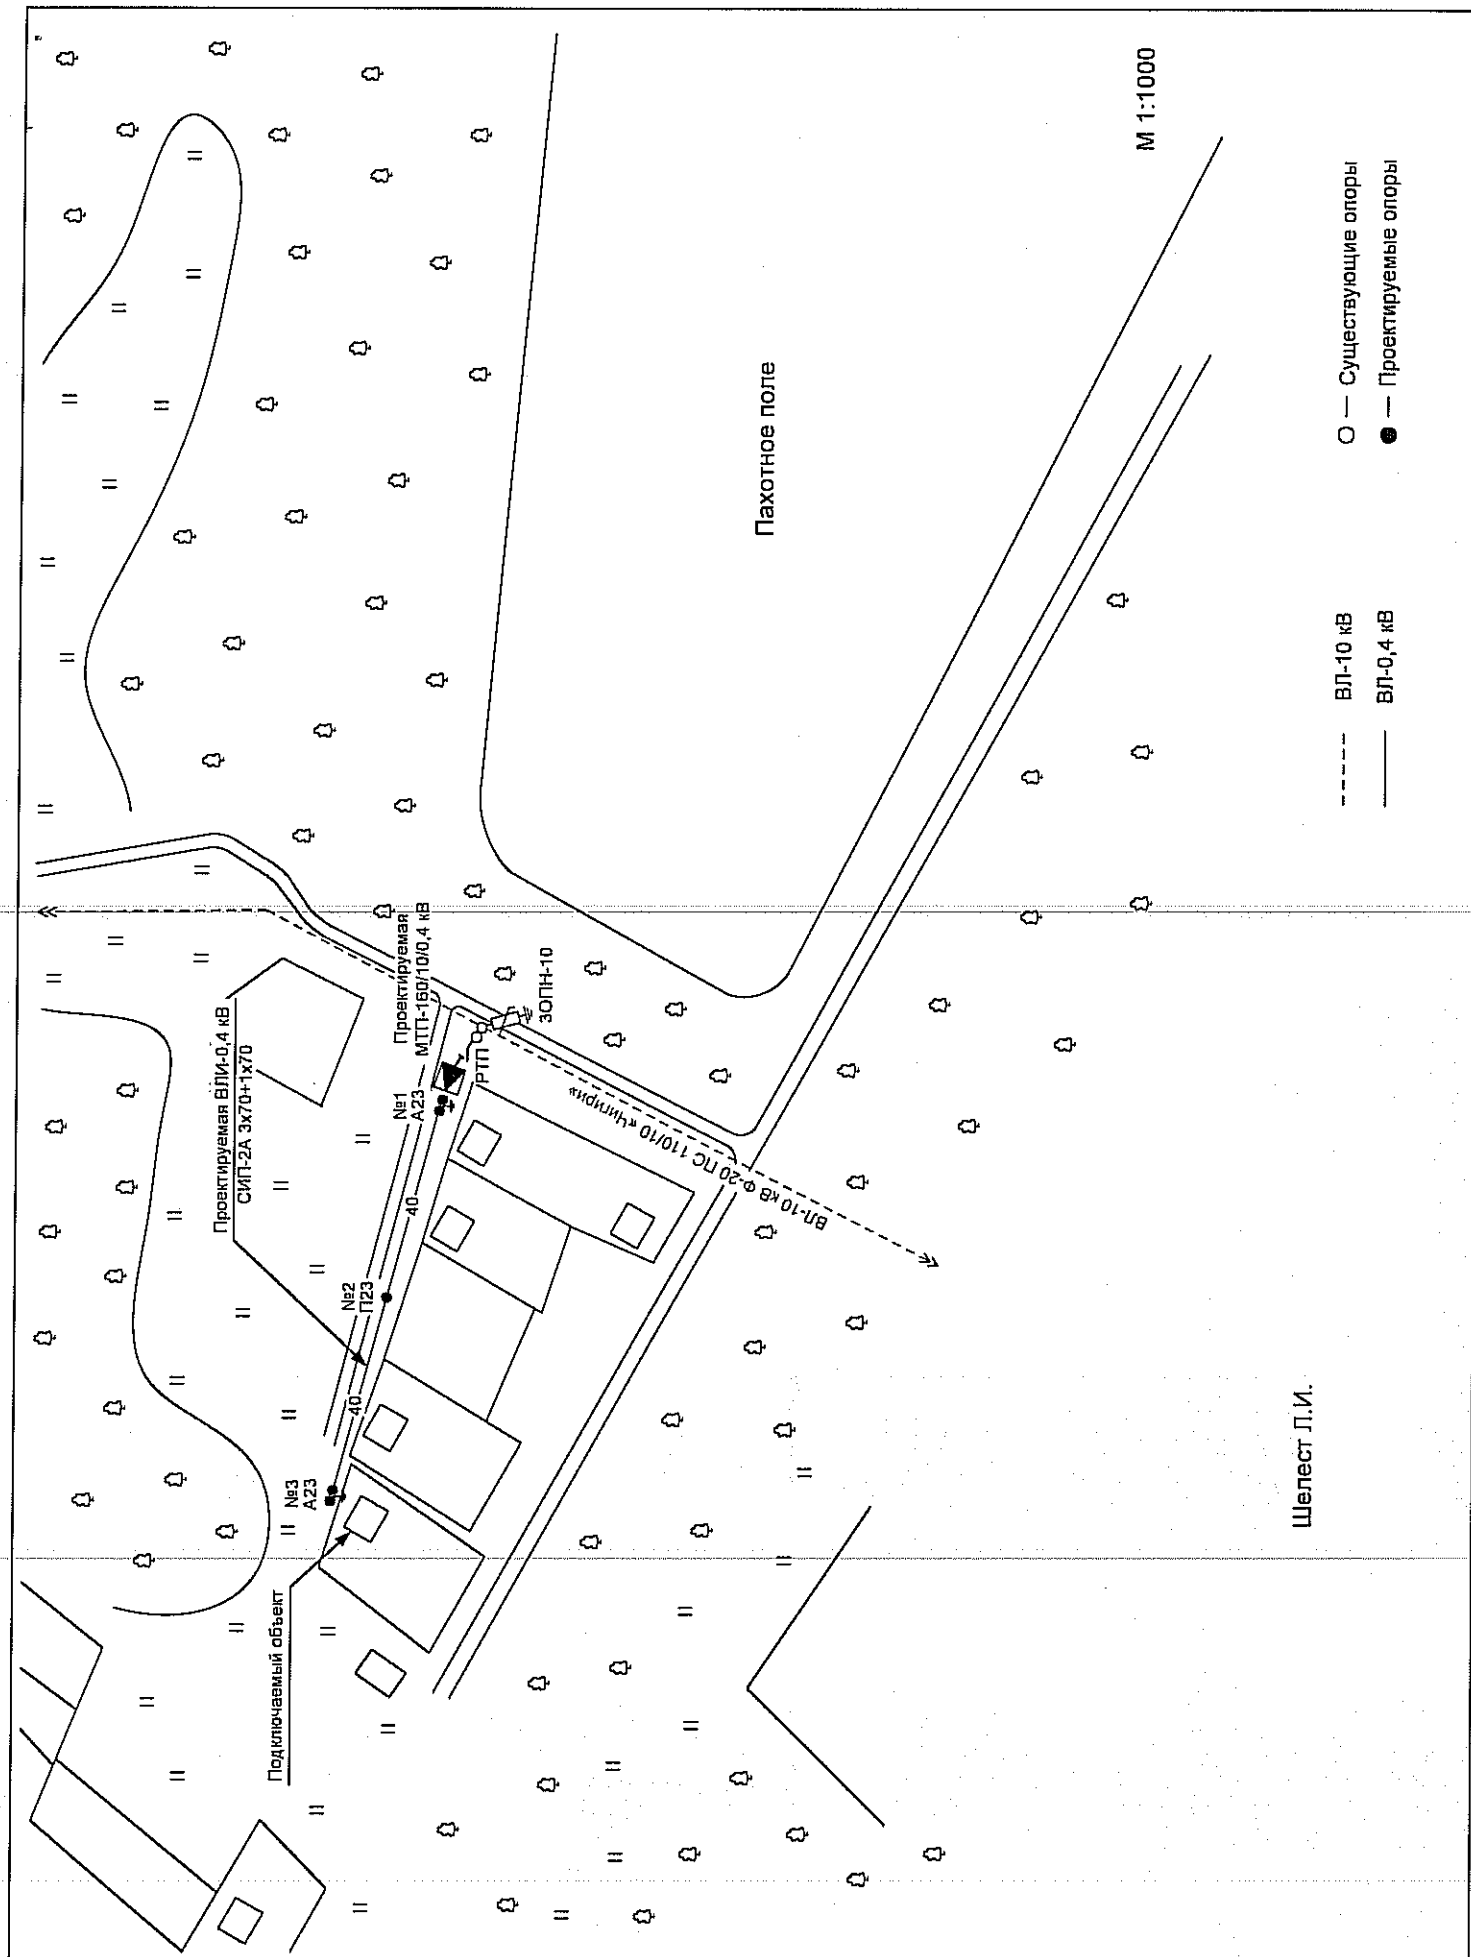 М 1:1000
Пахотное поле
Проектируемая ВЛИ-0,4 кВ
СИП-2А 3х70+1х70
Проектируемая
МТП-160/10/0,4 кВ
ЗОПН-10
РТП
№1
А23
40
№2
П23
40
№3
А23
ВЛ-10 кВ Ф-20 ПС 110/10 «Чигири»
Подключаемый объект
ВЛ-10 кВ
ВЛ-0,4 кВ
— Существующие опоры
— Проектируемые опоры
Шелест Л.И.